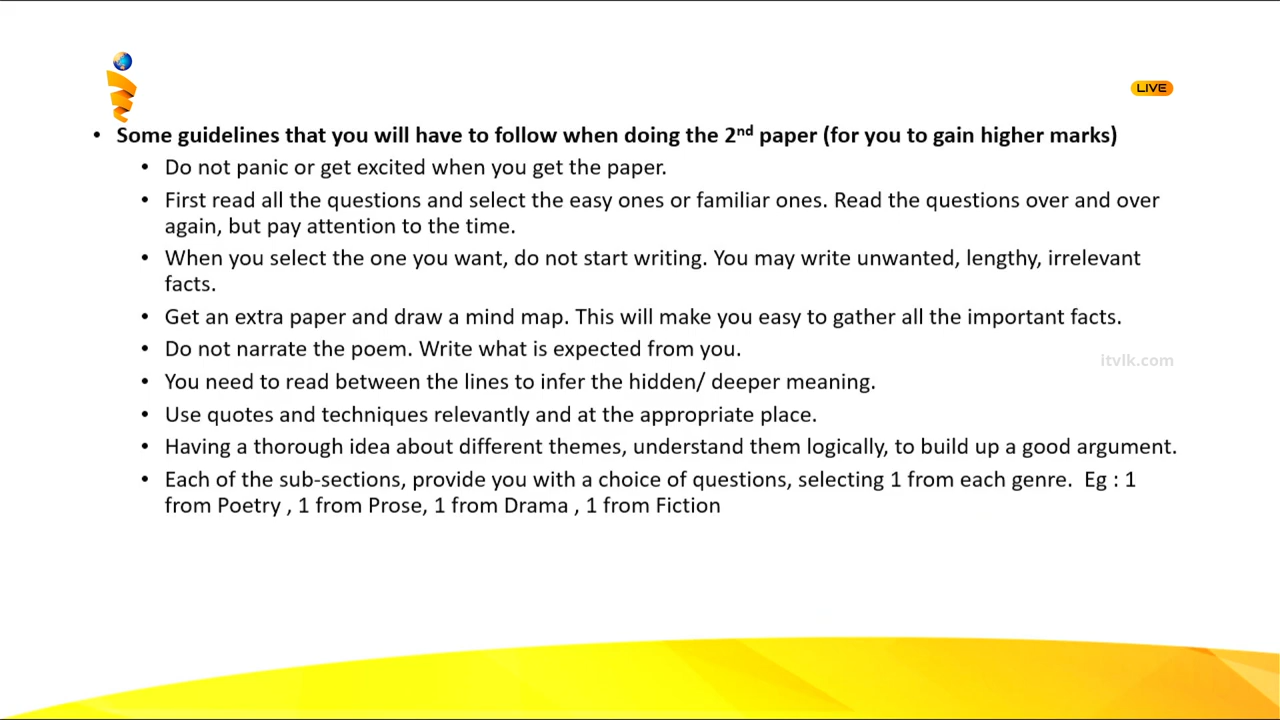 LIVE
• Some guidelines that you will have to follow when doing the 2nd paper (for you to gain higher marks)
• Do not panic or get excited when you get the paper.
• First read all the questions and select the easy ones or familiar ones. Read the questions over and over
again, but pay attention to the time.
• When you select the one you want, do not start writing. You may write unwanted, lengthy, irrelevant
facts.
• Get an extra paper and draw a mind map. This will make you easy to gather all the important facts.
• Do not narrate the poem. Write what is expected from you.
itvlk.com
• You need to read between the lines to infer the hidden/ deeper meaning.
• Use quotes and techniques relevantly and at the appropriate place.
• Having a thorough idea about different themes, understand them logically, to build up a good argument.
• Each of the sub-sections, provide you with a choice of questions, selecting 1 from each genre.  Eg : 1
from Poetry , 1 from Prose, 1 from Drama , 1 from Fiction